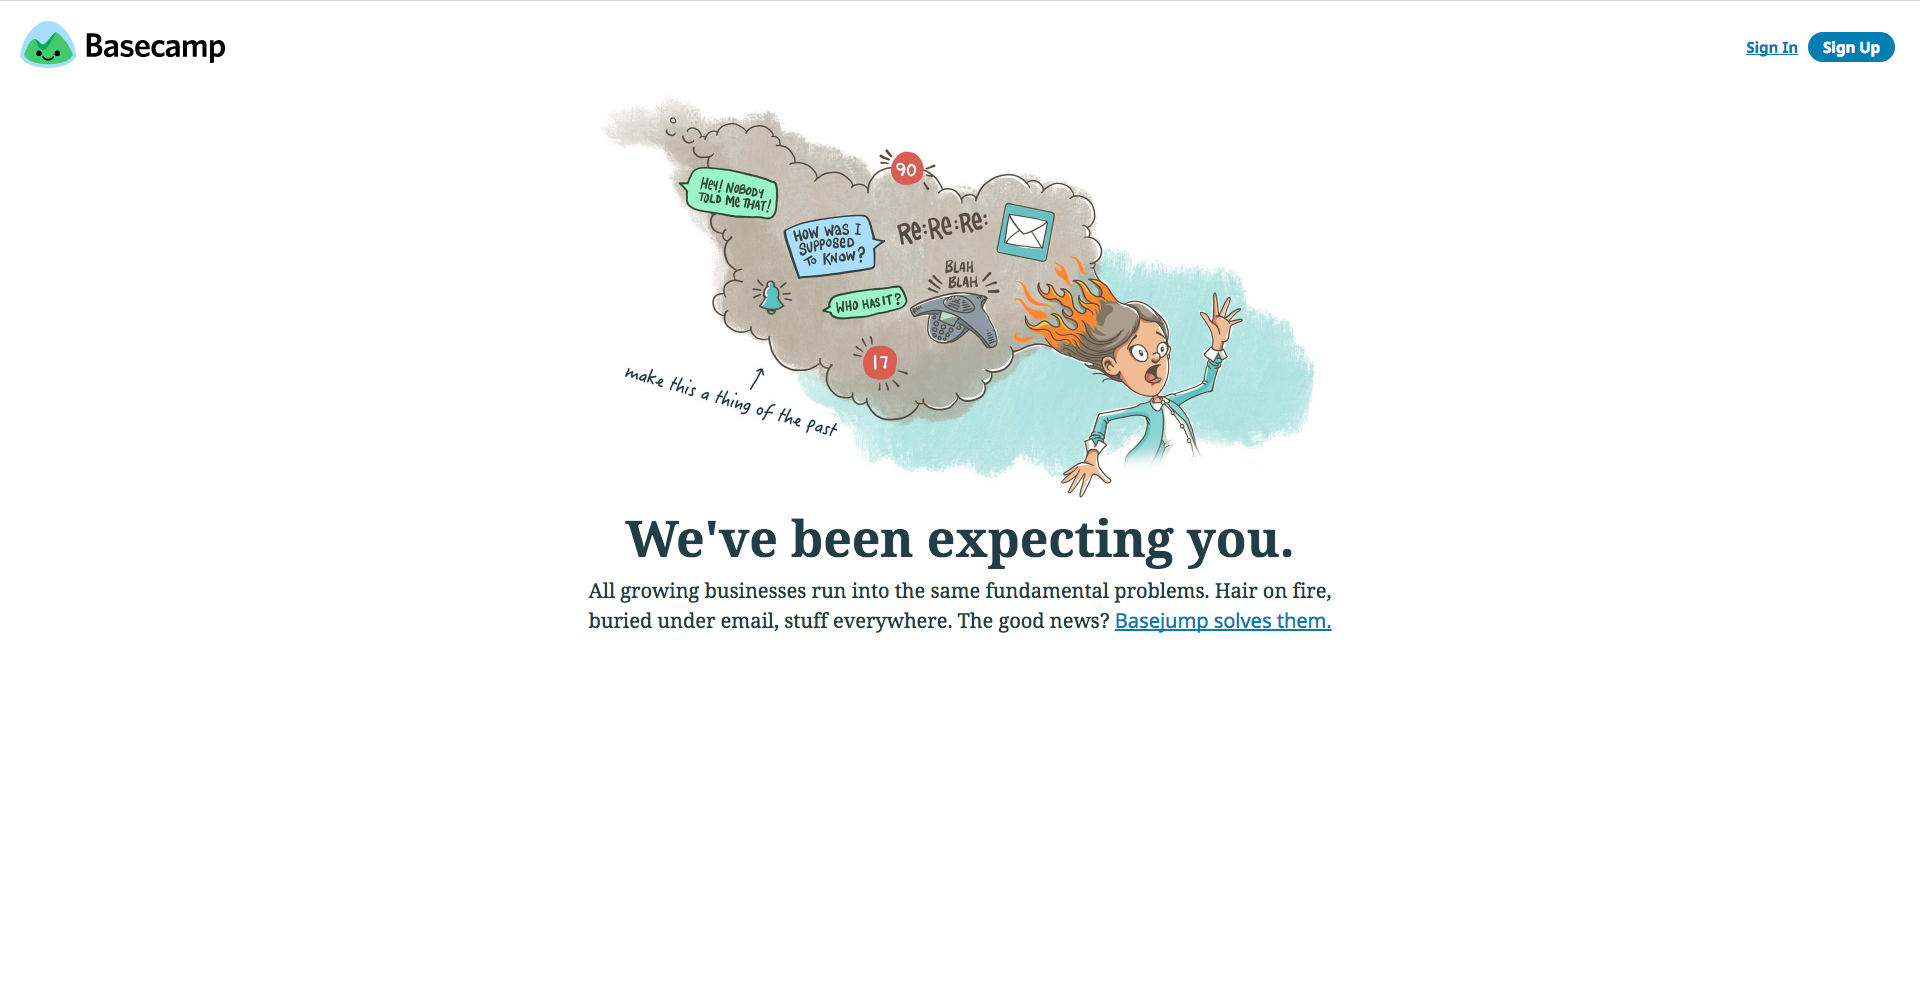 Basecamp
Sign In
Sign Up
90
HEY! NOBODY
TOLD ME THAT!
HOW WAS I
SUPPOSED
TO KNOW?
Re:Re:Re:
BLAH
BLAH
WHO HAS IT?
17
make this a thing of the past
We've been expecting you.
All growing businesses run into the same fundamental problems. Hair on fire,
buried under email, stuff everywhere. The good news? Basejump solves them.